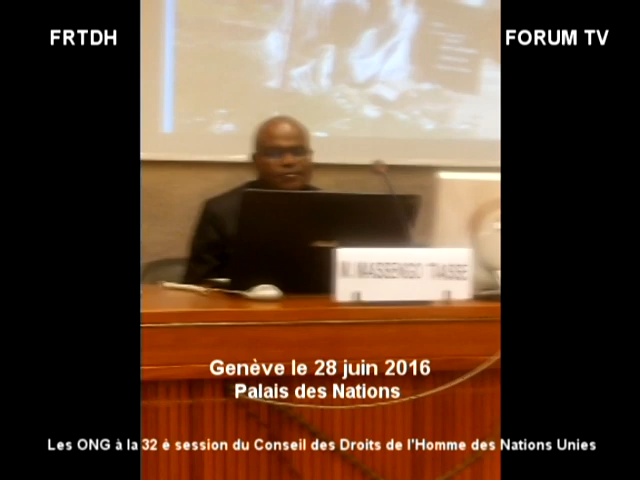 FRTDH
FORUM TV
M. MASSENGO TIASSE
Genève le 28 juin 2016
Palais des Nations
Les ONG à la 32 è session du Conseil des Droits de l'Homme des Nations Unies